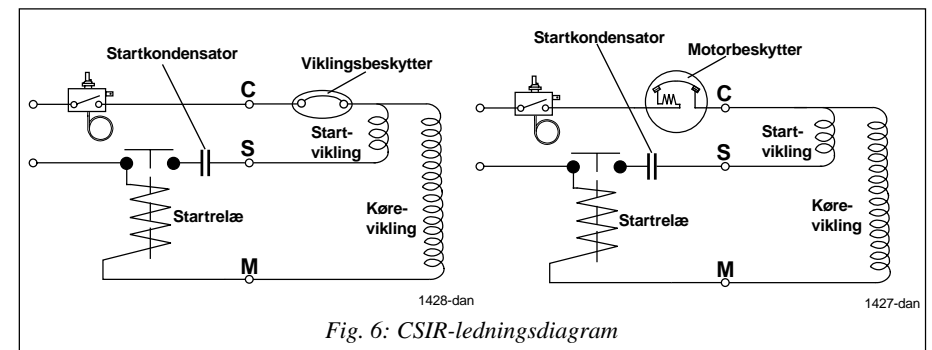 Startkondensator
Viklingsbeskytter
C
Start-
vikling
S
Startrelæ
Køre-
vikling
M
1428-dan
Startkondensator
Motorbeskytter
C
Start-
vikling
S
Startrelæ
Køre-
vikling
M
1427-dan
Fig. 6: CSIR-ledningsdiagram